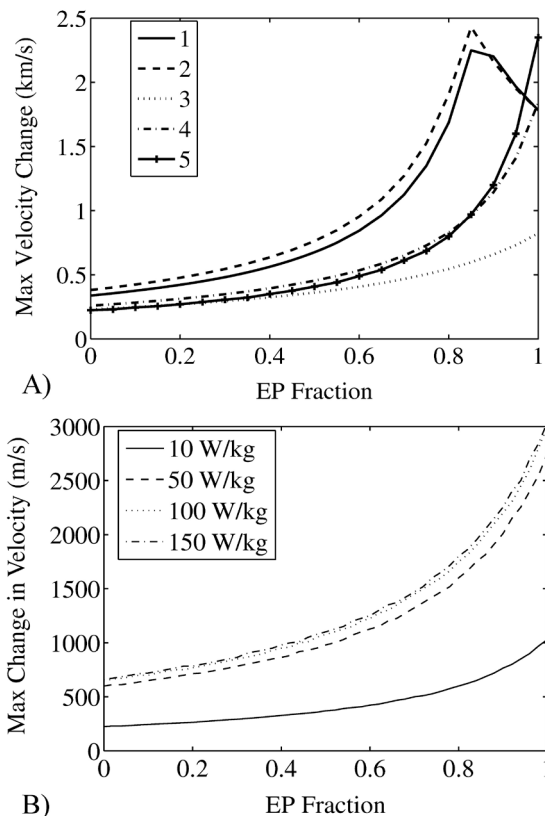 2.5
2
1.5
1
0.5
0
Max Velocity Change (km/s)
1
2
3
4
5
0 0.2 0.4 0.6 0.8 1
EP Fraction
A)
3000
2500
2000
1500
1000
500
0
Max Change in Velocity (m/s)
10 W/kg
50 W/kg
100 W/kg
150 W/kg
0 0.2 0.4 0.6 0.8 1
EP Fraction
B)